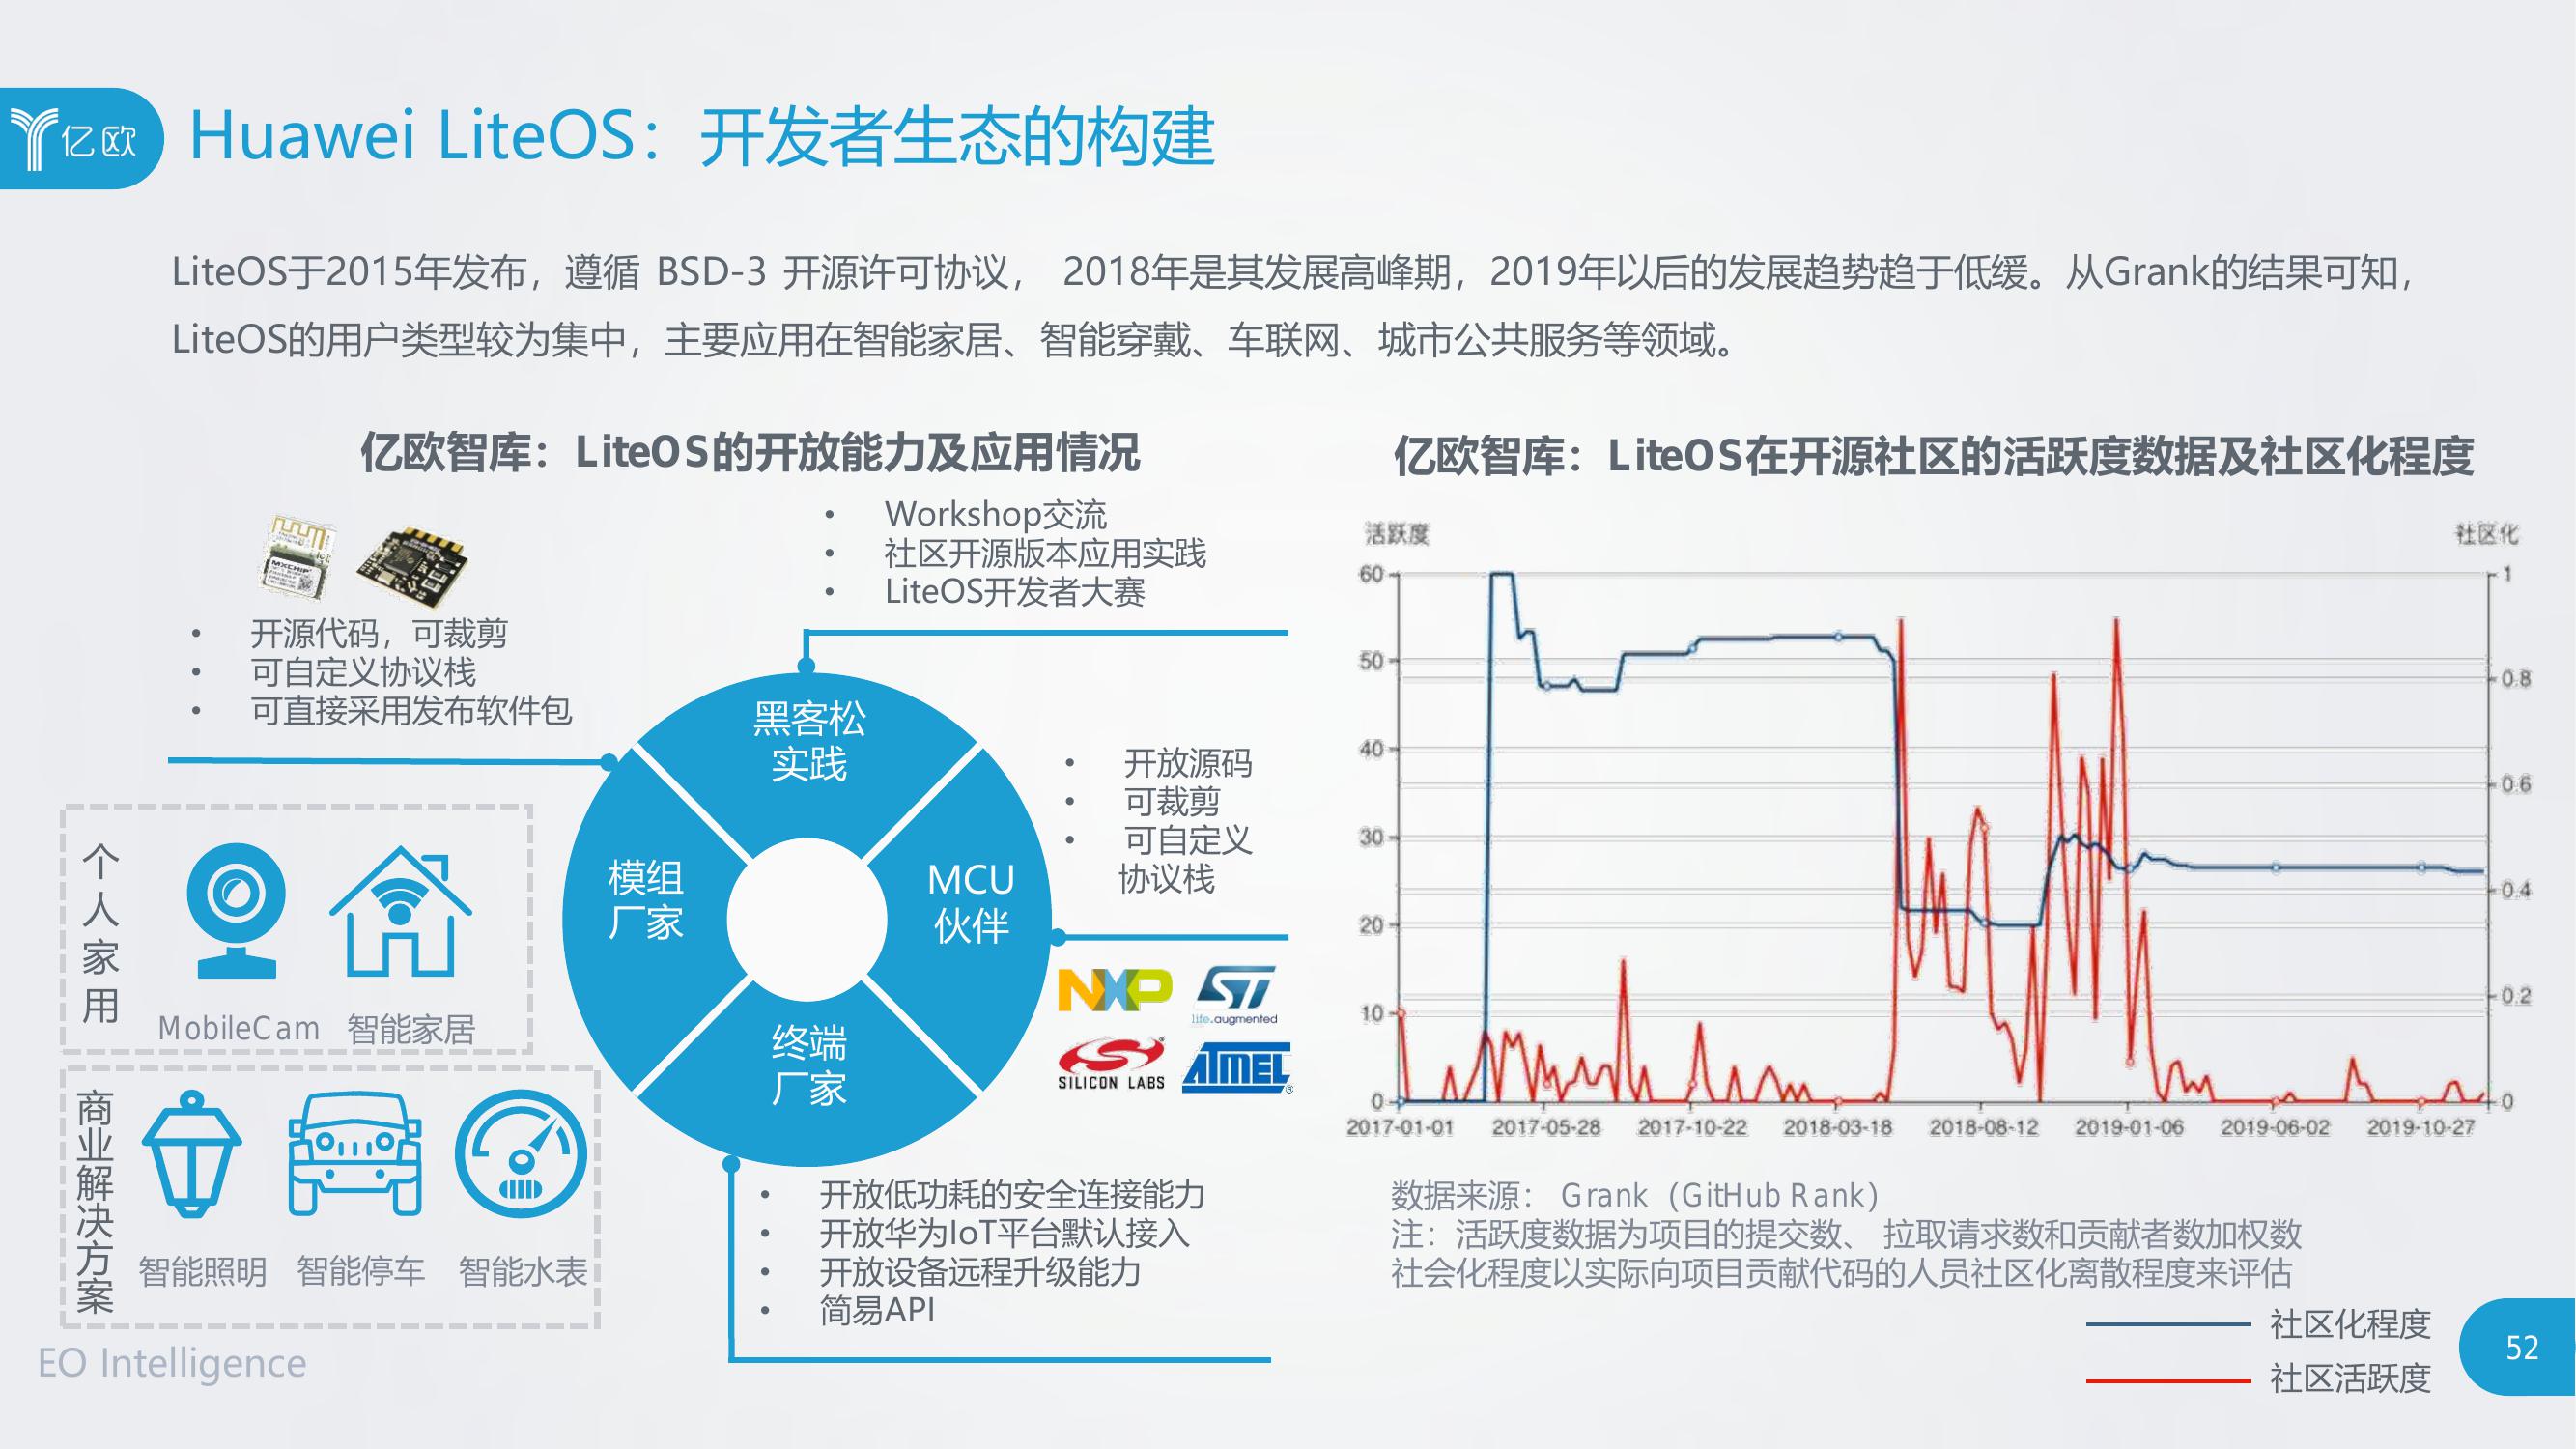 亿欧
Huawei LiteOS：开发者生态的构建
LiteOS于2015年发布，遵循 BSD-3 开源许可协议， 2018年是其发展高峰期，2019年以后的发展趋势趋于低缓。从Grank的结果可知，
LiteOS的用户类型较为集中，主要应用在智能家居、智能穿戴、车联网、城市公共服务等领域。
亿欧智库：LiteOS的开放能力及应用情况
• Workshop交流
• 社区开源版本应用实践
• LiteOS开发者大赛
MXCHIP
• 开源代码，可裁剪
• 可自定义协议栈
• 可直接采用发布软件包
黑客松
实践
模组
厂家
MCU
伙伴
终端
厂家
• 开放源码
• 可裁剪
• 可自定义
协议栈
NXP
ST
life.augmented
SILICON LABS
ATMEL®
个人家用
MobileCam
智能家居
商业解决方案
智能照明
智能停车
智能水表
• 开放低功耗的安全连接能力
• 开放华为IoT平台默认接入
• 开放设备远程升级能力
• 简易API
亿欧智库：LiteOS在开源社区的活跃度数据及社区化程度
活跃度
社区化
60
50
40
30
20
10
0
1
0.8
0.6
0.4
0.2
0
2017-01-01
2017-05-28
2017-10-22
2018-03-18
2018-08-12
2019-01-06
2019-06-02
2019-10-27
数据来源： Grank（GitHub Rank）
注：活跃度数据为项目的提交数、 拉取请求数和贡献者数加权数
社会化程度以实际向项目贡献代码的人员社区化离散程度来评估
社区化程度
社区活跃度
EO Intelligence
52